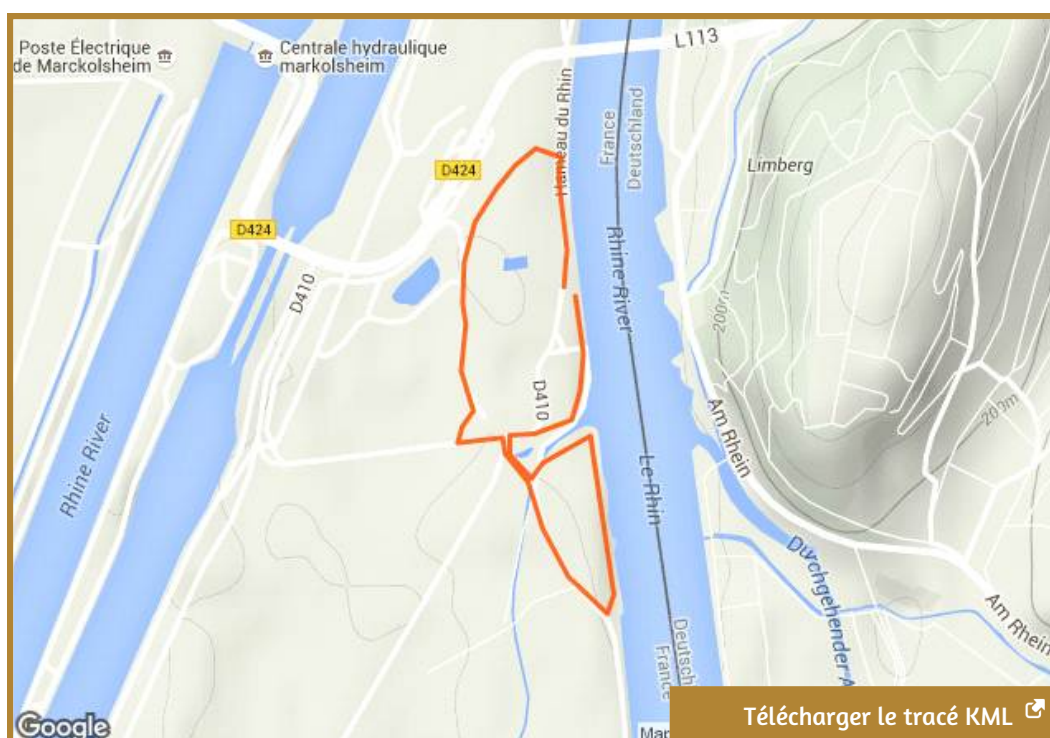 Poste Électrique
de Marckolsheim
Centrale hydraulique
markolsheim
L113
Hameau du Rhin
France
Deutschland
Limberg
D424
D424
D410
Rhine River
200m
D410
200m
Am Rhein
Rhine River
Le Rhin
Durchgehender A
Am Rhein
Deutsch
France
Google
Map
Télécharger le tracé KML